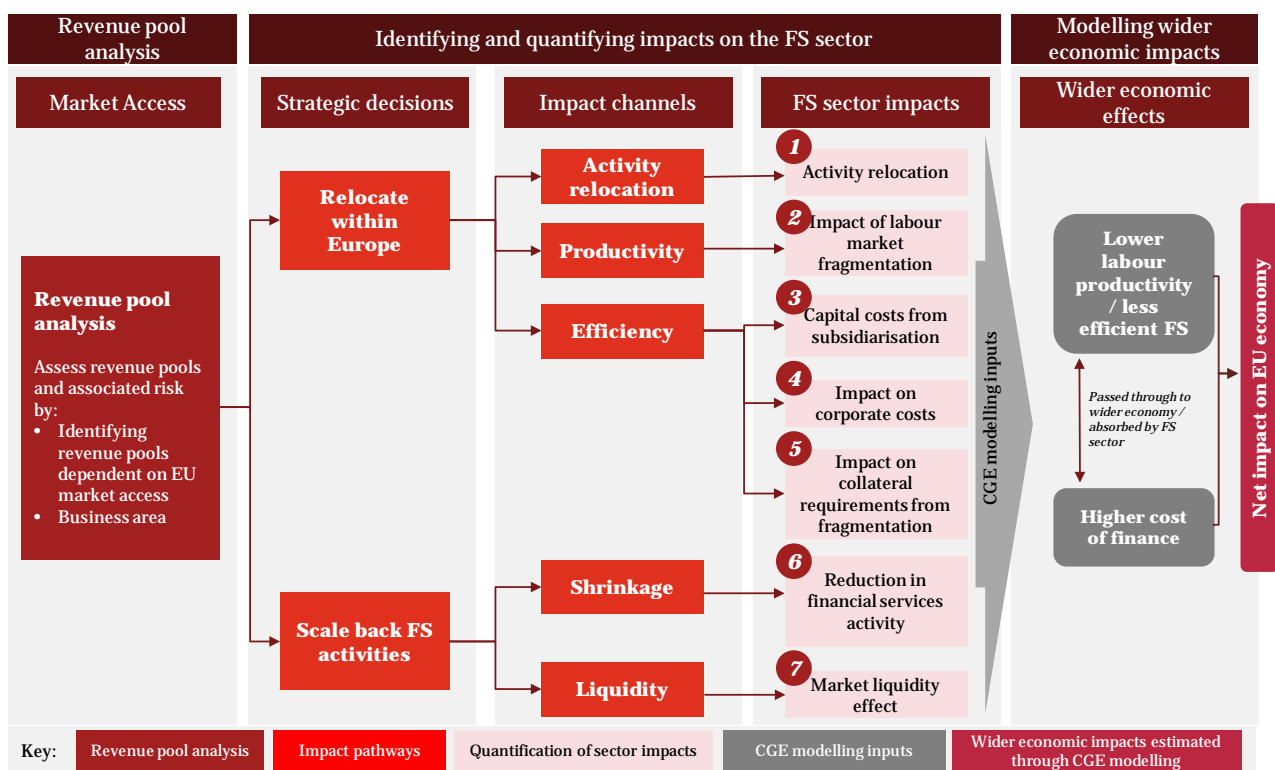 Revenue pool
analysis
Identifying and quantifying impacts on the FS sector
Modelling wider
economic impacts
Market Access
Strategic decisions
Impact channels
FS sector impacts
Wider economic
effects
Revenue pool
analysis
Assess revenue pools
and associated risk
by:
• Identifying
revenue pools
dependent on EU
market access
• Business area
Relocate
within
Europe
Scale back FS
activities
Activity
relocation
Productivity
Efficiency
Shrinkage
Liquidity
1
Activity relocation
2
Impact of labour
market
fragmentation
3
Capital costs from
subsidiarisation
4
Impact on
corporate costs
5
Impact on
collateral
requirements from
fragmentation
6
Reduction in
financial services
activity
7
Market liquidity
effect
CGE modelling inputs
Lower
labour
productivity
/ less
efficient FS
Passed through to
wider economy /
absorbed by FS
sector
Higher cost
of finance
Net impact on EU economy
Key:
Revenue pool analysis
Impact pathways
Quantification of sector impacts
CGE modelling inputs
Wider economic impacts estimated
through CGE modelling